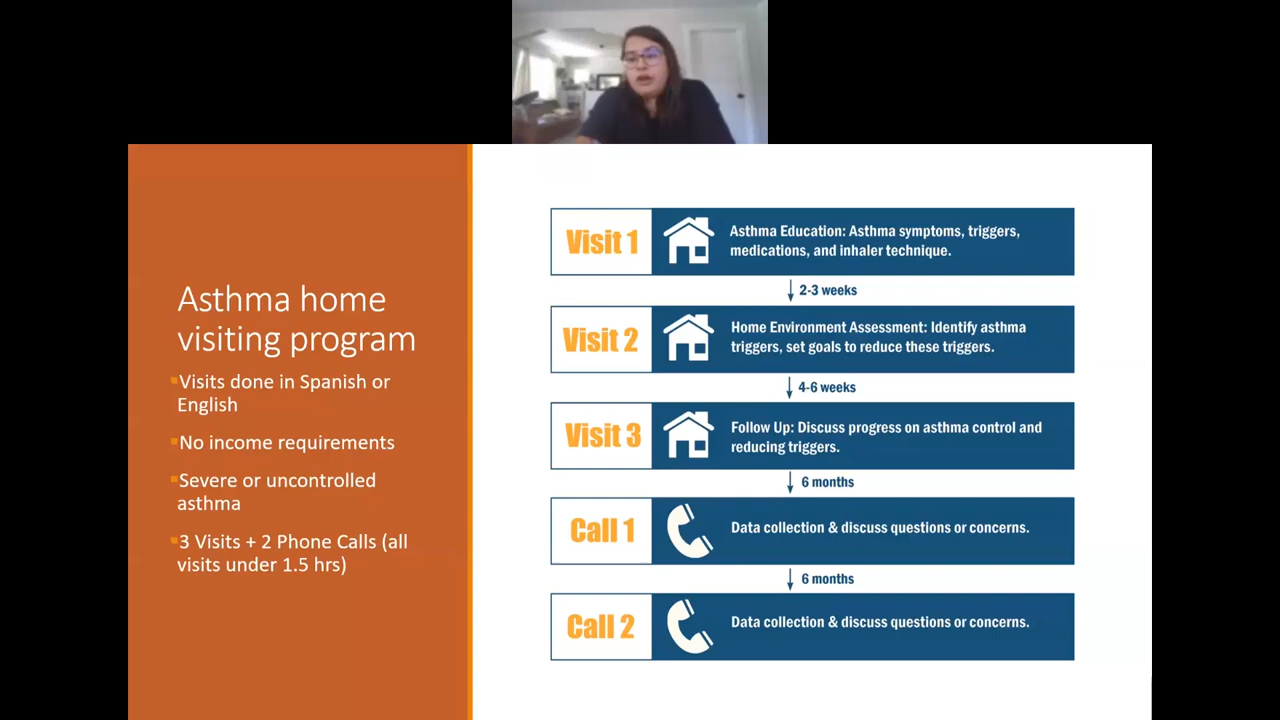 Asthma home
visiting program
▪Visits done in Spanish or
English
▪No income requirements
▪Severe or uncontrolled
asthma
▪3 Visits + 2 Phone Calls (all
visits under 1.5 hrs)
Visit 1
Asthma Education: Asthma symptoms, triggers,
medications, and inhaler technique.
2-3 weeks
Visit 2
Home Environment Assessment: Identify asthma
triggers, set goals to reduce these triggers.
4-6 weeks
Visit 3
Follow Up: Discuss progress on asthma control and
reducing triggers.
6 months
Call 1
Data collection & discuss questions or concerns.
6 months
Call 2
Data collection & discuss questions or concerns.